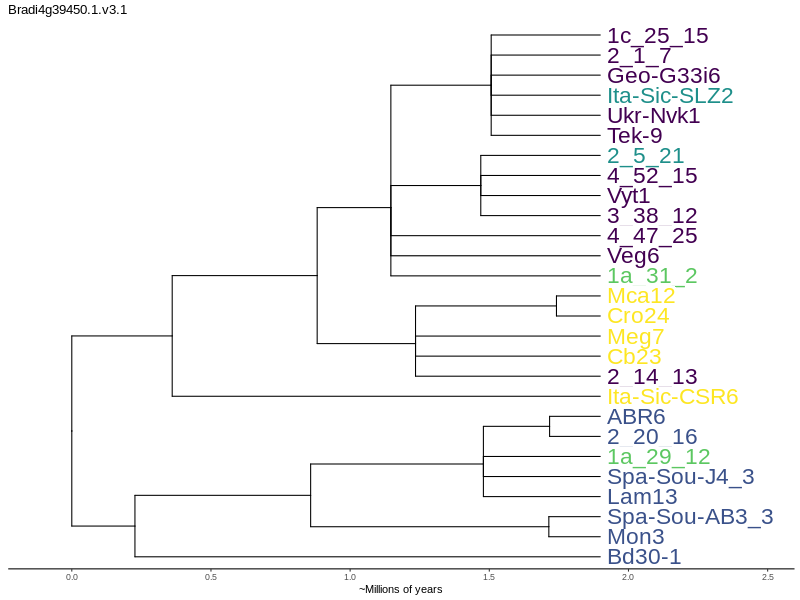 Bradi4g39450.1.v3.1
1c_25_15
2_1_7
Geo-G33i6
Ita-Sic-SLZ2
Ukr-Nvk1
Tek-9
2_5_21
4_52_15
Vyt1
3_38_12
4_47_25
Veg6
1a_31_2
Mca12
Cro24
Meg7
Cb23
2_14_13
Ita-Sic-CSR6
ABR6
2_20_16
1a_29_12
Spa-Sou-J4_3
Lam13
Spa-Sou-AB3_3
Mon3
Bd30-1
0.0 0.5 1.0 1.5 2.0 2.5
~Millions of years